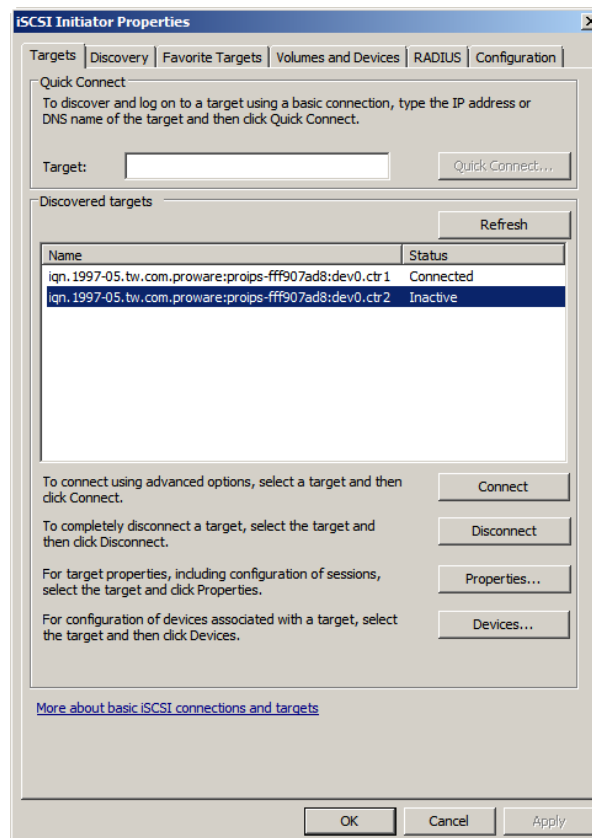 iSCSI Initiator Properties
Targets Discovery Favorite Targets Volumes and Devices RADIUS Configuration
Quick Connect
To discover and log on to a target using a basic connection, type the IP address or
DNS name of the target and then click Quick Connect.
Target: Quick Connect...
Discovered targets
Refresh
Name Status
iqn.1997-05.tw.com.proware:proips-fff907ad8:dev0.ctr1 Connected
iqn.1997-05.tw.com.proware:proips-fff907ad8:dev0.ctr2 Inactive
To connect using advanced options, select a target and then
click Connect.
Connect
To completely disconnect a target, select the target and
then click Disconnect.
Disconnect
For target properties, including configuration of sessions,
select the target and click Properties.
Properties...
For configuration of devices associated with a target, select
the target and then click Devices.
Devices...
More about basic iSCSI connections and targets
OK Cancel Apply